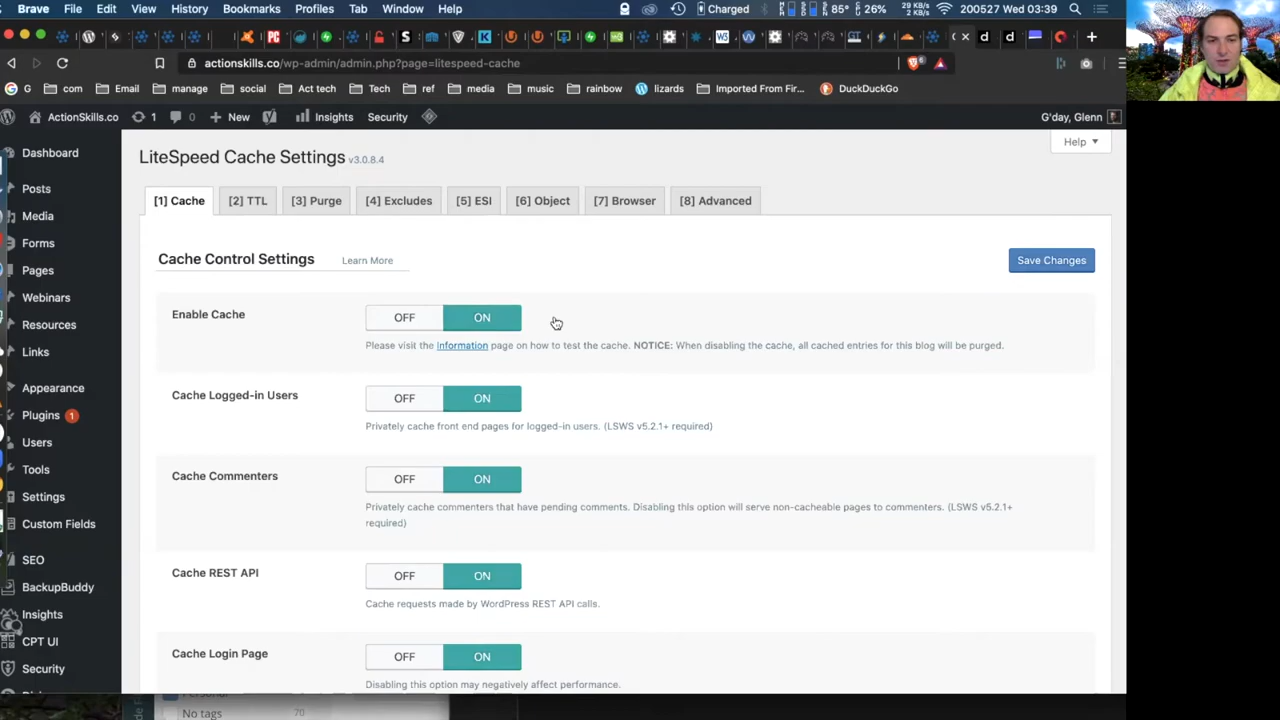 Brave File Edit View History Bookmarks Profiles Tab Window Help Charged 85° 26% 29 KB/s 2 KB/s 200527 Wed 03:39
actionskills.co/wp-admin/admin.php?page=litespeed-cache
G com Email manage social Act tech Tech ref media music rainbow lizards Imported From Fir... DuckDuckGo
ActionSkills.co 1 0 New Insights Security G'day, Glenn
Help
LiteSpeed Cache Settings v3.0.8.4
[1] Cache [2] TTL [3] Purge [4] Excludes [5] ESI [6] Object [7] Browser [8] Advanced
Cache Control Settings Learn More Save Changes
Enable Cache OFF ON
Please visit the Information page on how to test the cache. NOTICE: When disabling the cache, all cached entries for this blog will be purged.
Cache Logged-in Users OFF ON
Privately cache front end pages for logged-in users. (LSWS v5.2.1+ required)
Cache Commenters OFF ON
Privately cache commenters that have pending comments. Disabling this option will serve non-cacheable pages to commenters. (LSWS v5.2.1+
required)
Cache REST API OFF ON
Cache requests made by WordPress REST API calls.
Cache Login Page OFF ON
Disabling this option may negatively affect performance.
Dashboard
Posts
Media
Forms
Pages
Webinars
Resources
Links
Appearance
Plugins 1
Users
Tools
Settings
Custom Fields
SEO
BackupBuddy
Insights
CPT UI
Security
No tags 70